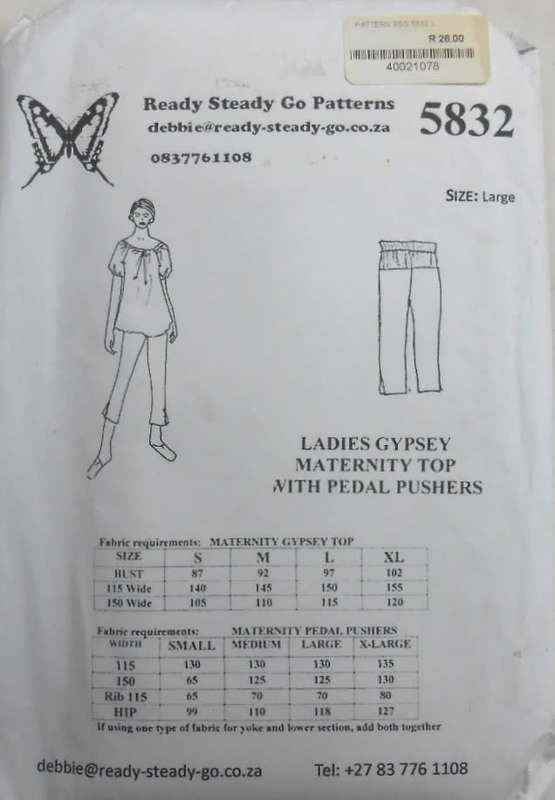 PATTERN RSG 5832 L
R 26.00
40021078
Ready Steady Go Patterns
5832
debbie@ready-steady-go.co.za
0837761108
SIZE: Large
LADIES GYPSEY
MATERNITY TOP
WITH PEDAL PUSHERS
Fabric requirements: MATERNITY GYPSEY TOP
SIZE S M L XL
BUST 87 92 97 102
115 Wide 140 145 150 155
150 Wide 105 110 115 120
Fabric requirements: MATERNITY PEDAL PUSHERS
WIDTH SMALL MEDIUM LARGE X-LARGE
115 130 130 130 135
150 65 125 125 130
Rib 115 65 70 70 80
HIP 99 110 118 127
If using one type of fabric for yoke and lower section, add both together
debbie@ready-steady-go.co.za Tel: +27 83 776 1108